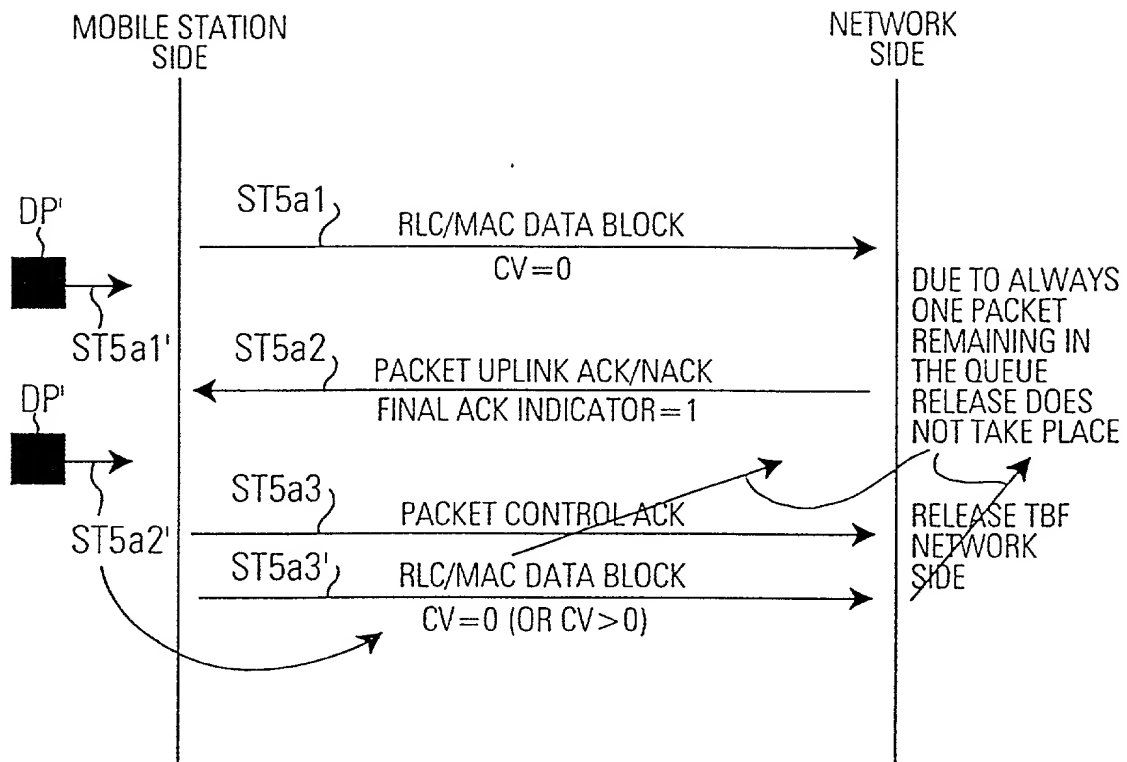 MOBILE STATION
SIDE
NETWORK
SIDE
ST5a1
DP'
RLC/MAC DATA BLOCK
CV=0
ST5a1'
DUE TO ALWAYS
ONE PACKET
REMAINING IN
THE QUEUE
RELEASE DOES
NOT TAKE PLACE
ST5a2
PACKET UPLINK ACK/NACK
FINAL ACK INDICATOR=1
DP'
ST5a2'
ST5a3
PACKET CONTROL ACK
RELEASE TBF
NETWORK
SIDE
ST5a3'
RLC/MAC DATA BLOCK
CV=0 (OR CV>0)